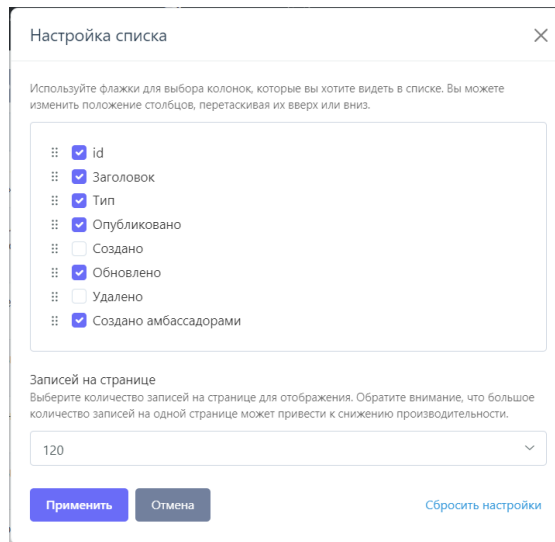 Настройка списка
Используйте флажки для выбора колонок, которые вы хотите видеть в списке. Вы можете
изменить положение столбцов, перетаскивая их вверх или вниз.
id
Заголовок
Тип
Опубликовано
Создано
Обновлено
Удалено
Создано амбассадорами
Записей на странице
Выберите количество записей на странице для отображения. Обратите внимание, что большое
количество записей на одной странице может привести к снижению производительности.
120
Применить
Отмена
Сбросить настройки